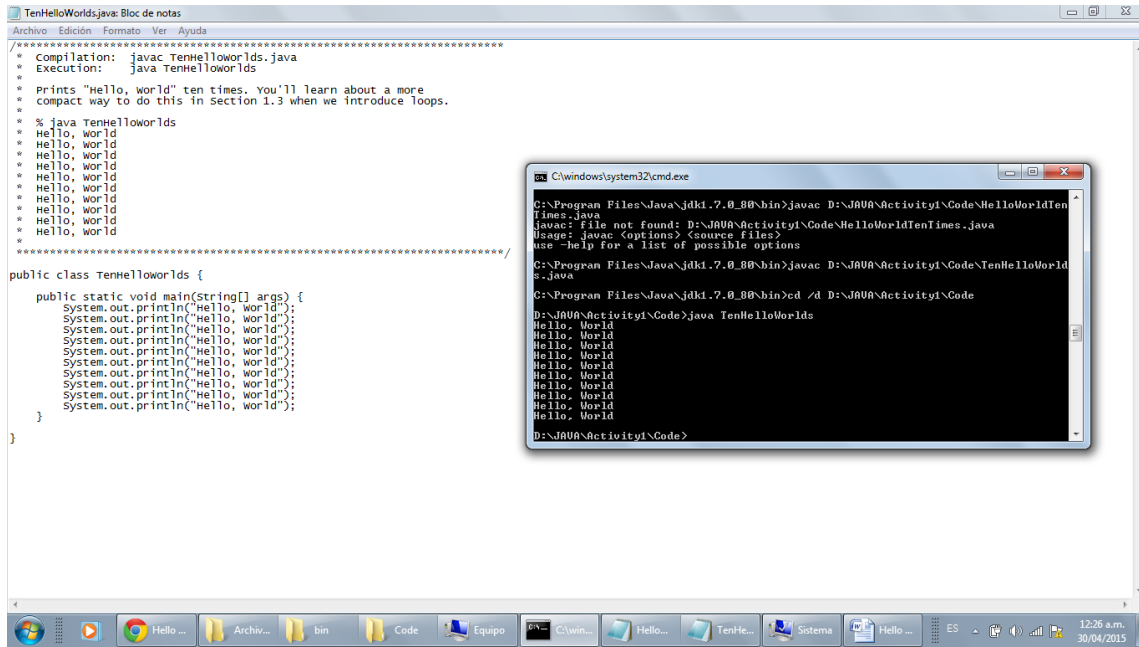 TenHelloWorlds.java: Bloc de notas
Archivo Edición Formato Ver Ayuda
/************************************************************************
* Compilation: javac TenHelloWorlds.java
* Execution: java TenHelloWorlds
*
* Prints "Hello, World" ten times. You'll learn about a more
* compact way to do this in Section 1.3 when we introduce loops.
*
* % java TenHelloWorlds
* Hello, World
* Hello, World
* Hello, World
* Hello, World
* Hello, World
* Hello, World
* Hello, World
* Hello, World
* Hello, World
* Hello, World
*
************************************************************************/
public class TenHelloWorlds {
public static void main(String[] args) {
System.out.println("Hello, World");
System.out.println("Hello, World");
System.out.println("Hello, World");
System.out.println("Hello, World");
System.out.println("Hello, World");
System.out.println("Hello, World");
System.out.println("Hello, World");
System.out.println("Hello, World");
System.out.println("Hello, World");
System.out.println("Hello, World");
}
}
C:\windows\system32\cmd.exe
C:\Program Files\Java\jdk1.7.0_80\bin>javac D:\JAVA\Activity1\Code\HelloWorldTen
Times.java
javac: file not found: D:\JAVA\Activity1\Code\HelloWorldTenTimes.java
Usage: javac <options> <source files>
use -help for a list of possible options
C:\Program Files\Java\jdk1.7.0_80\bin>javac D:\JAVA\Activity1\Code\TenHelloWorld
s.java
C:\Program Files\Java\jdk1.7.0_80\bin>cd /d D:\JAVA\Activity1\Code
D:\JAVA\Activity1\Code>java TenHelloWorlds
Hello, World
Hello, World
Hello, World
Hello, World
Hello, World
Hello, World
Hello, World
Hello, World
Hello, World
Hello, World
D:\JAVA\Activity1\Code>
Hello ... Archiv... bin Code Equipo C:\win... Hello... TenHe... Sistema Hello ... ES 12:26 a.m.
30/04/2015